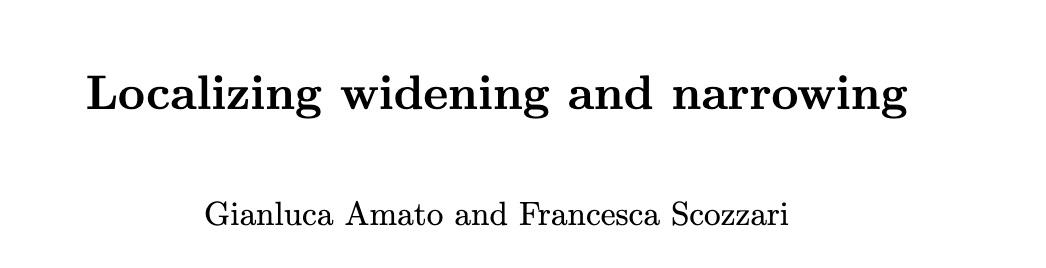 Localizing widening and narrowing
Gianluca Amato and Francesca Scozzari